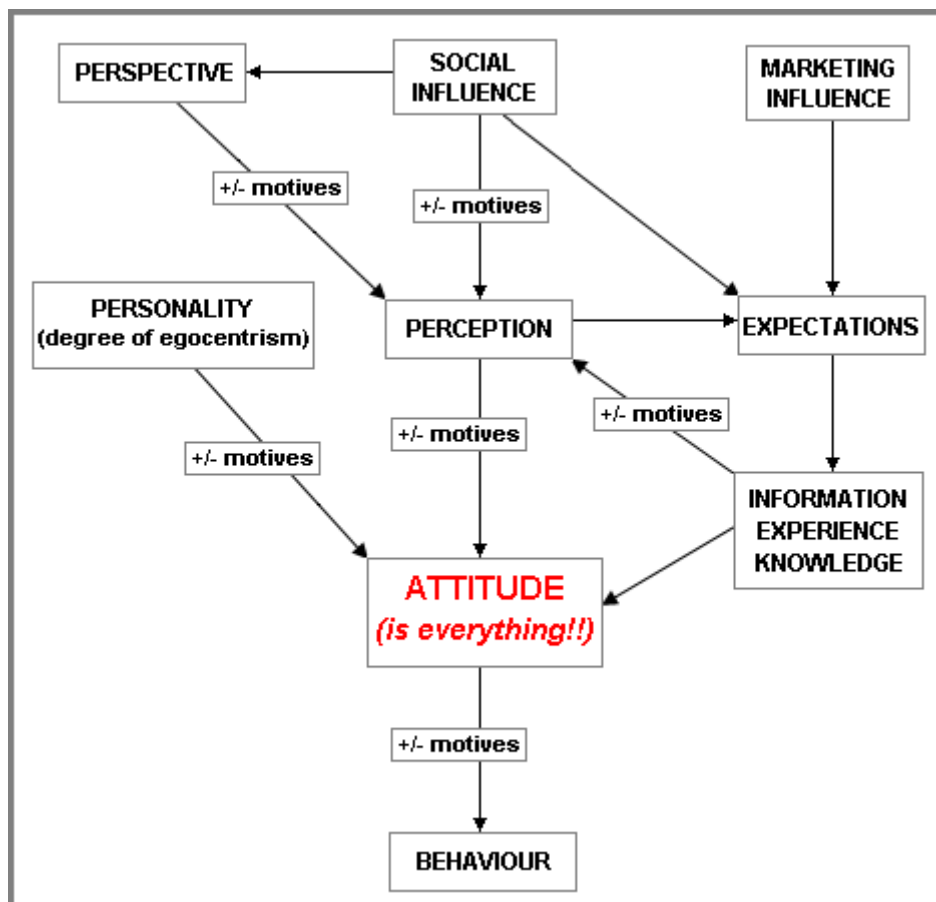 PERSPECTIVE
SOCIAL
INFLUENCE
MARKETING
INFLUENCE
+/- motives
+/- motives
PERSONALITY
(degree of egocentrism)
PERCEPTION
EXPECTATIONS
+/- motives
+/- motives
+/- motives
INFORMATION
EXPERIENCE
KNOWLEDGE
ATTITUDE
(is everything!!)
+/- motives
BEHAVIOUR